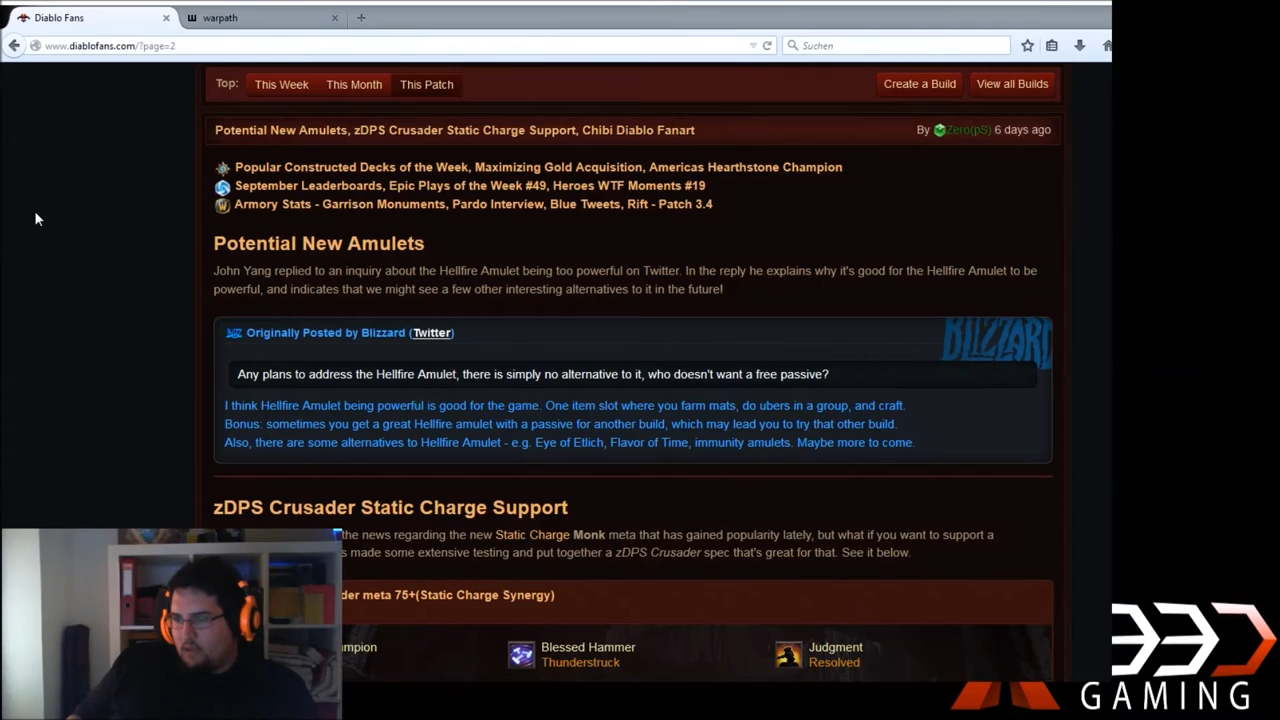 Diablo Fans
warpath
www.diablofans.com/?page=2
Suchen
Top: This Week This Month This Patch Create a Build View all Builds
Potential New Amulets, zDPS Crusader Static Charge Support, Chibi Diablo Fanart By Zero(pS) 6 days ago
Popular Constructed Decks of the Week, Maximizing Gold Acquisition, Americas Hearthstone Champion
September Leaderboards, Epic Plays of the Week #49, Heroes WTF Moments #19
Armory Stats - Garrison Monuments, Pardo Interview, Blue Tweets, Rift - Patch 3.4
Potential New Amulets
John Yang replied to an inquiry about the Hellfire Amulet being too powerful on Twitter. In the reply he explains why it's good for the Hellfire Amulet to be
powerful, and indicates that we might see a few other interesting alternatives to it in the future!
Originally Posted by Blizzard (Twitter)
BLIZZARD
Any plans to address the Hellfire Amulet, there is simply no alternative to it, who doesn't want a free passive?
I think Hellfire Amulet being powerful is good for the game. One item slot where you farm mats, do ubers in a group, and craft.
Bonus: sometimes you get a great Hellfire amulet with a passive for another build, which may lead you to try that other build.
Also, there are some alternatives to Hellfire Amulet - e.g. Eye of Etlich, Flavor of Time, immunity amulets. Maybe more to come.
zDPS Crusader Static Charge Support
the news regarding the new Static Charge Monk meta that has gained popularity lately, but what if you want to support a
s made some extensive testing and put together a zDPS Crusader spec that's great for that. See it below.
der meta 75+(Static Charge Synergy)
mpion
Blessed Hammer
Thunderstruck
Judgment
Resolved
GAMING